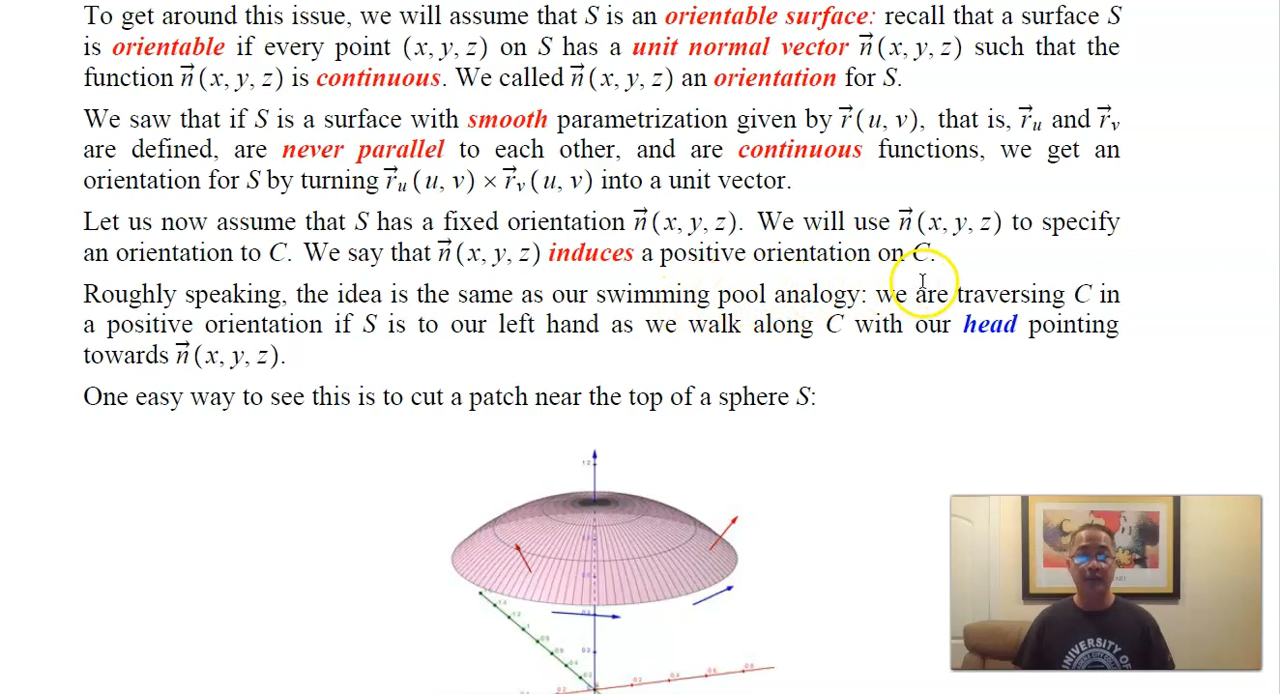 To get around this issue, we will assume that S is an orientable surface: recall that a surface S
is orientable if every point (x, y, z) on S has a unit normal vector n⃗(x, y, z) such that the
function n⃗(x, y, z) is continuous. We called n⃗(x, y, z) an orientation for S.
We saw that if S is a surface with smooth parametrization given by r⃗(u, v), that is, r⃗ᵤ and r⃗ᵥ
are defined, are never parallel to each other, and are continuous functions, we get an
orientation for S by turning r⃗ᵤ(u, v) × r⃗ᵥ(u, v) into a unit vector.
Let us now assume that S has a fixed orientation n⃗(x, y, z). We will use n⃗(x, y, z) to specify
an orientation to C. We say that n⃗(x, y, z) induces a positive orientation on C.
Roughly speaking, the idea is the same as our swimming pool analogy: we are traversing C in
a positive orientation if S is to our left hand as we walk along C with our head pointing
towards n⃗(x, y, z).
One easy way to see this is to cut a patch near the top of a sphere S:
UNIVERSITY OF